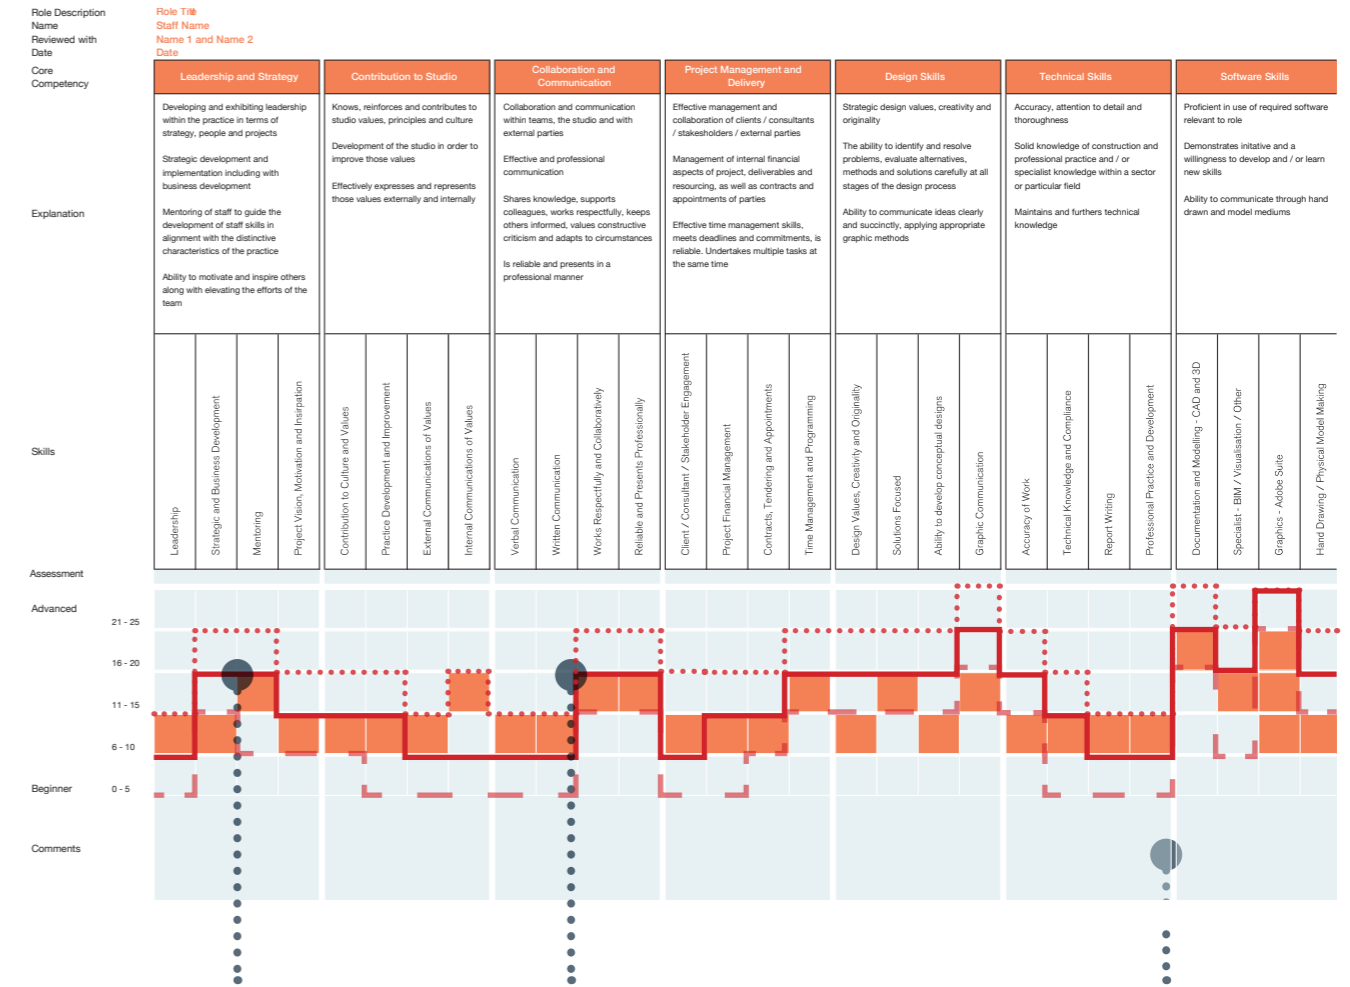 Role Description
Role Title
Name
Staff Name
Reviewed with
Name 1 and Name 2
Date
Date
Core
Competency
Leadership and Strategy
Contribution to Studio
Collaboration and
Communication
Project Management and
Delivery
Design Skills
Technical Skills
Software Skills
Explanation
Developing and exhibiting leadership
within the practice in terms of
strategy, people and projects
Strategic development and
implementation including with
business development
Mentoring of staff to guide the
development of staff skills in
alignment with the distinctive
characteristics of the practice
Ability to motivate and inspire others
along with elevating the efforts of the
team
Knows, reinforces and contributes to
studio values, principles and culture
Development of the studio in order to
improve those values
Effectively expresses and represents
those values externally and internally
Collaboration and communication
within teams, the studio and with
external parties
Effective and professional
communication
Shares knowledge, supports
colleagues, works respectfully, keeps
others informed, values constructive
criticism and adapts to circumstances
Is reliable and presents in a
professional manner
Effective management and
collaboration of clients / consultants
/ stakeholders / external parties
Management of internal financial
aspects of project, deliverables and
resourcing, as well as contracts and
appointments of parties
Effective time management skills,
meets deadlines and commitments, is
reliable. Undertakes multiple tasks at
the same time
Strategic design values, creativity and
originality
The ability to identify and resolve
problems, evaluate alternatives,
methods and solutions carefully at all
stages of the design process
Ability to communicate ideas clearly
and succinctly, applying appropriate
graphic methods
Accuracy, attention to detail and
thoroughness
Solid knowledge of construction and
professional practice and / or
specialist knowledge within a sector
or particular field
Maintains and furthers technical
knowledge
Proficient in use of required software
relevant to role
Demonstrates initative and a
willingness to develop and / or learn
new skills
Ability to communicate through hand
drawn and model mediums
Skills
Leadership
Strategic and Business Development
Mentoring
Project Vision, Motivation and Insirpation
Contribution to Culture and Values
Practice Development and Improvement
External Communications of Values
Internal Communications of Values
Verbal Communication
Written Communication
Works Respectfully and Collaboratively
Reliable and Presents Professionally
Client / Consultant / Stakeholder Engagement
Project Financial Management
Contracts, Tendering and Appointments
Time Management and Programming
Design Values, Creativity and Originality
Solutions Focused
Ability to develop conceptual designs
Graphic Communication
Accuracy of Work
Technical Knowledge and Compliance
Report Writing
Professional Practice and Development
Documentation and Modelling - CAD and 3D
Specialist - BIM / Visualisation / Other
Graphics - Adobe Suite
Hand Drawing / Physical Model Making
Assessment
Advanced
21 - 25
16 - 20
11 - 15
6 - 10
Beginner
0 - 5
Comments